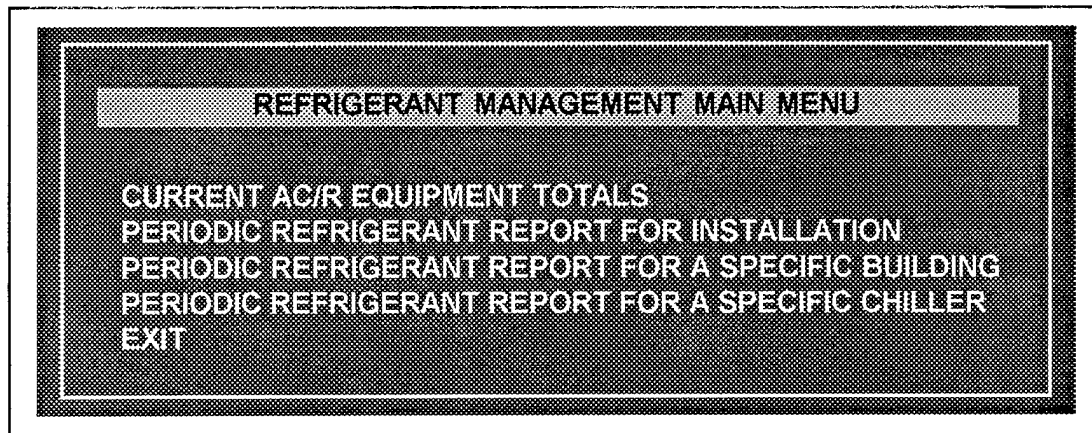 REFRIGERANT MANAGEMENT MAIN MENU
CURRENT AC/R EQUIPMENT TOTALS
PERIODIC REFRIGERANT REPORT FOR INSTALLATION
PERIODIC REFRIGERANT REPORT FOR A SPECIFIC BUILDING
PERIODIC REFRIGERANT REPORT FOR A SPECIFIC CHILLER
EXIT